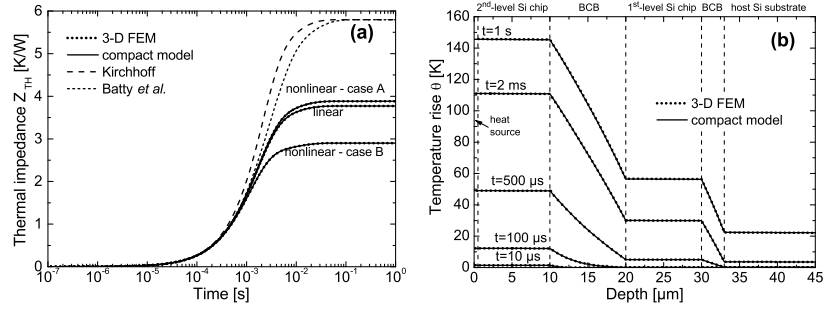 (a)
3-D FEM
compact model
Kirchhoff
Batty et al.
nonlinear - case A
linear
nonlinear - case B
Thermal impedance Z_TH [K/W]
6
5
4
3
2
1
0
10^-7 10^-6 10^-5 10^-4 10^-3 10^-2 10^-1 10^0
Time [s]
2nd-level Si chip BCB 1st-level Si chip BCB host Si substrate
(b)
t=1 s
t=2 ms
heat
source
t=500 µs
t=100 µs
t=10 µs
3-D FEM
compact model
Temperature rise θ [K]
160
140
120
100
80
60
40
20
0
0 5 10 15 20 25 30 35 40 45
Depth [µm]